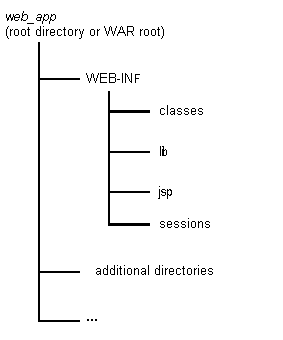 web_app
(root directory or WAR root)
WEB-INF
classes
lib
jsp
sessions
additional directories
...